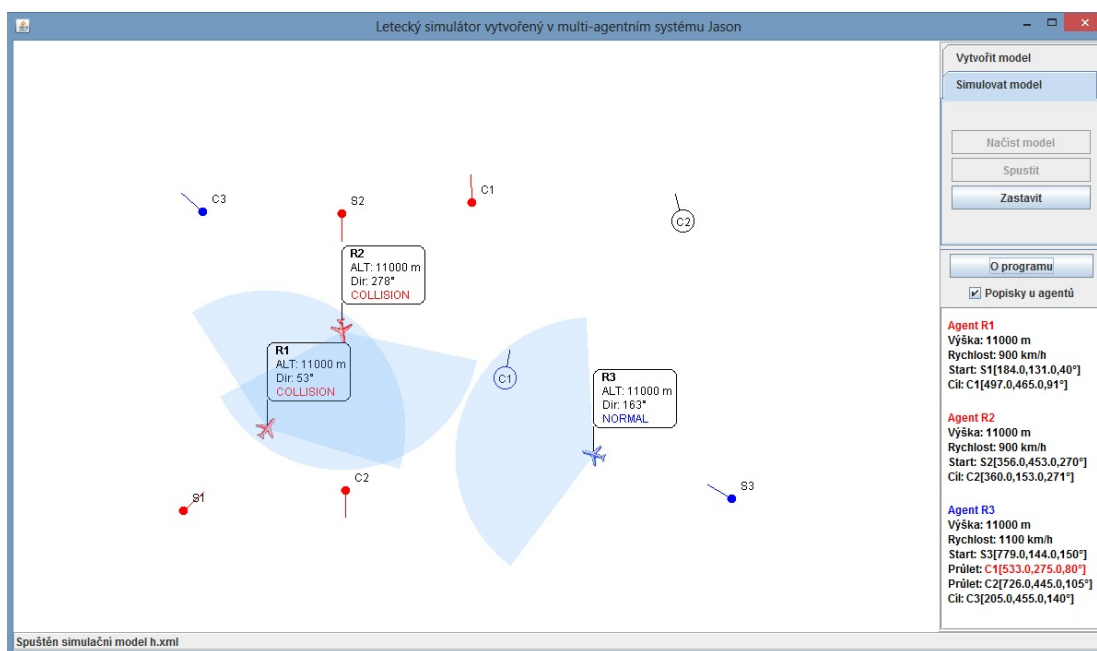 Letecký simulátor vytvořený v multi-agentním systému Jason
Vytvořit model
Simulovat model
Načíst model
Spustit
Zastavit
O programu
Popisky u agentů
C3
S2
C1
C2
R2
ALT: 11000 m
Dir: 278°
COLLISION
R1
ALT: 11000 m
Dir: 53°
COLLISION
C1
R3
ALT: 11000 m
Dir: 163°
NORMAL
S1
C2
S3
Agent R1
Výška: 11000 m
Rychlost: 900 km/h
Start: S1[184.0,131.0,40°]
Cíl: C1[497.0,465.0,91°]
Agent R2
Výška: 11000 m
Rychlost: 900 km/h
Start: S2[356.0,453.0,270°]
Cíl: C2[360.0,153.0,271°]
Agent R3
Výška: 11000 m
Rychlost: 1100 km/h
Start: S3[779.0,144.0,150°]
Průlet: C1[533.0,275.0,80°]
Průlet: C2[726.0,445.0,105°]
Cíl: C3[205.0,455.0,140°]
Spuštěn simulační model h.xml